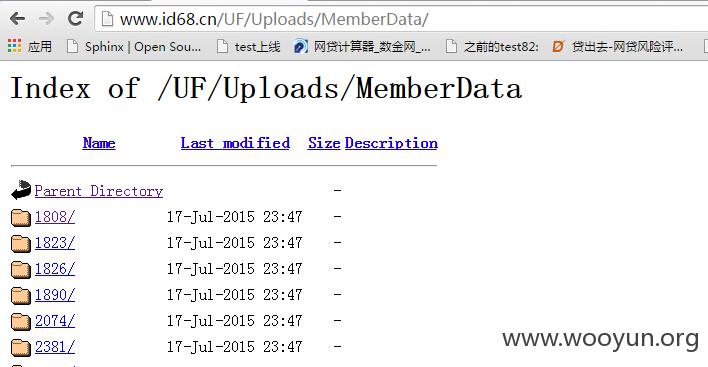 www.id68.cn/UF/Uploads/MemberData/
应用 Sphinx | Open Sou... test上线 网贷计算器_数金网_... 之前的test82: 贷出去-网贷风险评...
Index of /UF/Uploads/MemberData
Name Last modified Size Description
Parent Directory -
1808/ 17-Jul-2015 23:47 -
1823/ 17-Jul-2015 23:47 -
1826/ 17-Jul-2015 23:47 -
1890/ 17-Jul-2015 23:47 -
2074/ 17-Jul-2015 23:47 -
2381/ 17-Jul-2015 23:47 -
www.wooyun.org